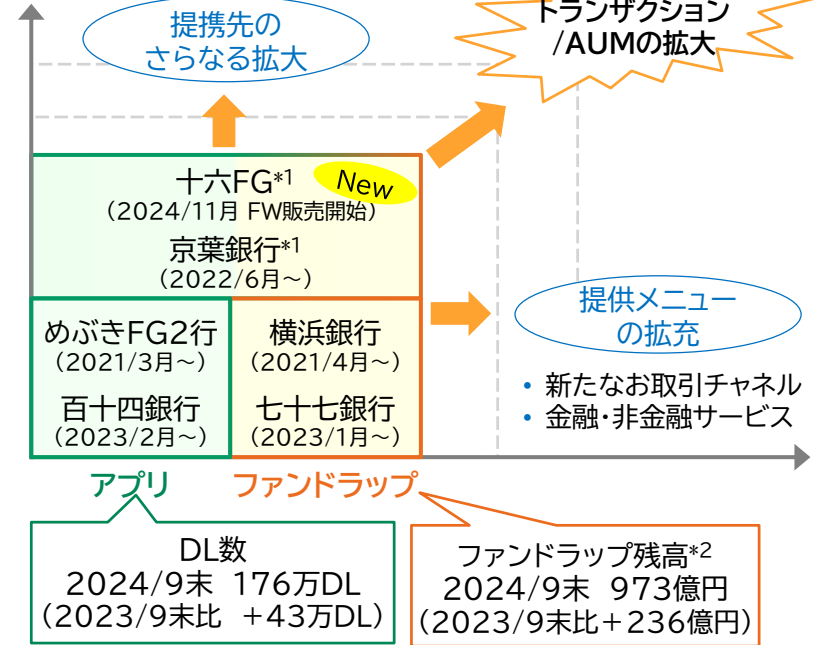 提携先の
さらなる拡大
トランザクション
/AUMの拡大
十六FG*1 New
（2024/11月 FW販売開始）
京葉銀行*1
（2022/6月～）
めぶきFG2行
（2021/3月～）
百十四銀行
（2023/2月～）
横浜銀行
（2021/4月～）
七十七銀行
（2023/1月～）
提供メニュー
の拡充
• 新たなお取引チャネル
• 金融・非金融サービス
アプリ
ファンドラップ
DL数
2024/9末 176万DL
（2023/9末比 +43万DL）
ファンドラップ残高*2
2024/9末 973億円
（2023/9末比+236億円）